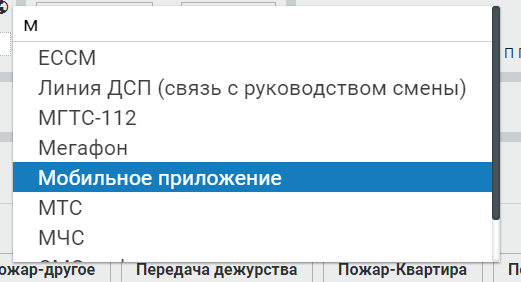 м
ЕССМ
Линия ДСП (связь с руководством смены)
МГТС-112
Мегафон
Мобильное приложение
МТС
МЧС
ожар-другое Передача дежурства Пожар-Квартира